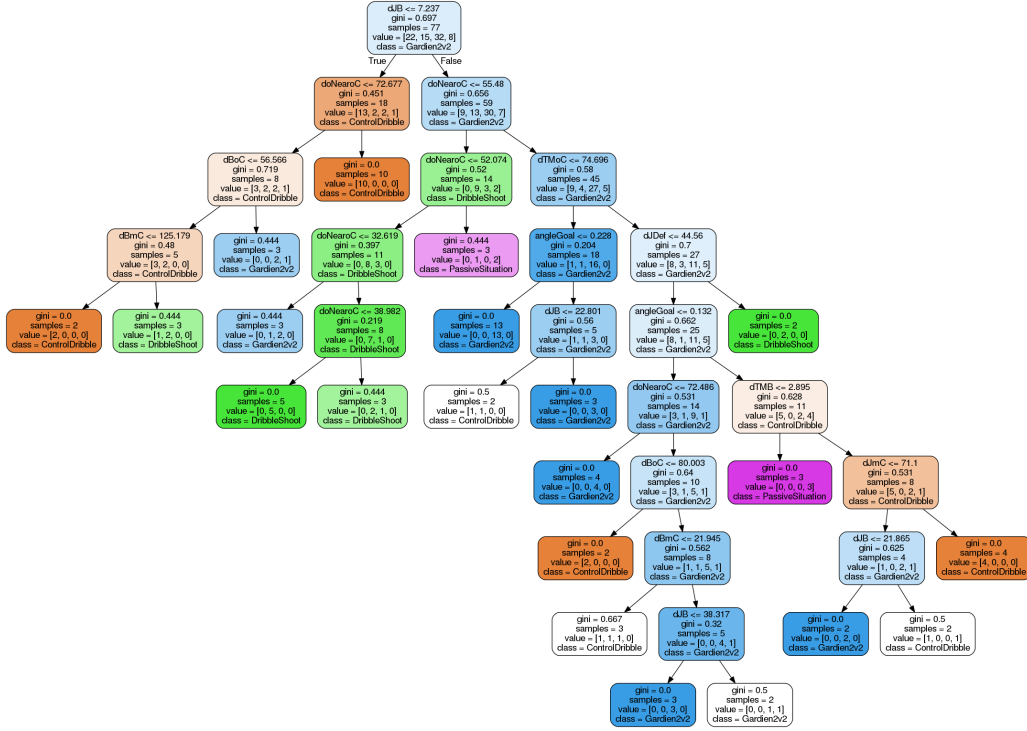 dJB <= 7.237
gini = 0.697
samples = 77
value = [22, 15, 32, 8]
class = Gardien2v2
True
False
doNearoC <= 72.677
gini = 0.451
samples = 18
value = [13, 2, 2, 1]
class = ControlDribble
doNearoC <= 55.48
gini = 0.656
samples = 59
value = [9, 13, 30, 7]
class = Gardien2v2
dBoC <= 56.566
gini = 0.719
samples = 8
value = [3, 2, 2, 1]
class = ControlDribble
gini = 0.0
samples = 10
value = [10, 0, 0, 0]
class = ControlDribble
doNearoC <= 52.074
gini = 0.52
samples = 14
value = [0, 9, 3, 2]
class = DribbleShoot
dTMoC <= 74.696
gini = 0.58
samples = 45
value = [9, 4, 27, 5]
class = Gardien2v2
dBmC <= 125.179
gini = 0.48
samples = 5
value = [3, 2, 0, 0]
class = ControlDribble
gini = 0.444
samples = 3
value = [0, 0, 2, 1]
class = Gardien2v2
doNearoC <= 32.619
gini = 0.397
samples = 11
value = [0, 8, 3, 0]
class = DribbleShoot
gini = 0.444
samples = 3
value = [0, 1, 0, 2]
class = PassiveSituation
angleGoal <= 0.228
gini = 0.204
samples = 18
value = [1, 1, 16, 0]
class = Gardien2v2
dJDef <= 44.56
gini = 0.7
samples = 27
value = [8, 3, 11, 5]
class = Gardien2v2
gini = 0.0
samples = 2
value = [2, 0, 0, 0]
class = ControlDribble
gini = 0.444
samples = 3
value = [1, 2, 0, 0]
class = DribbleShoot
gini = 0.444
samples = 3
value = [0, 1, 2, 0]
class = Gardien2v2
doNearoC <= 38.982
gini = 0.219
samples = 8
value = [0, 7, 1, 0]
class = DribbleShoot
gini = 0.0
samples = 13
value = [0, 0, 13, 0]
class = Gardien2v2
dJB <= 22.801
gini = 0.56
samples = 5
value = [1, 1, 3, 0]
class = Gardien2v2
angleGoal <= 0.132
gini = 0.662
samples = 25
value = [8, 1, 11, 5]
class = Gardien2v2
gini = 0.0
samples = 2
value = [0, 2, 0, 0]
class = DribbleShoot
gini = 0.0
samples = 5
value = [0, 5, 0, 0]
class = DribbleShoot
gini = 0.444
samples = 3
value = [0, 2, 1, 0]
class = DribbleShoot
gini = 0.5
samples = 2
value = [1, 1, 0, 0]
class = ControlDribble
gini = 0.0
samples = 3
value = [0, 0, 3, 0]
class = Gardien2v2
doNearoC <= 72.486
gini = 0.531
samples = 14
value = [3, 1, 9, 1]
class = Gardien2v2
dTMB <= 2.895
gini = 0.628
samples = 11
value = [5, 0, 2, 4]
class = ControlDribble
gini = 0.0
samples = 4
value = [0, 0, 4, 0]
class = Gardien2v2
dBoC <= 80.003
gini = 0.64
samples = 10
value = [3, 1, 5, 1]
class = Gardien2v2
gini = 0.0
samples = 3
value = [0, 0, 0, 3]
class = PassiveSituation
dJmC <= 71.1
gini = 0.531
samples = 8
value = [5, 0, 2, 1]
class = ControlDribble
gini = 0.0
samples = 2
value = [2, 0, 0, 0]
class = ControlDribble
dBmC <= 21.945
gini = 0.562
samples = 8
value = [1, 1, 5, 1]
class = Gardien2v2
dJB <= 21.865
gini = 0.625
samples = 4
value = [1, 0, 2, 1]
class = Gardien2v2
gini = 0.0
samples = 4
value = [4, 0, 0, 0]
class = ControlDribble
gini = 0.667
samples = 3
value = [1, 1, 1, 0]
class = ControlDribble
dJB <= 38.317
gini = 0.32
samples = 5
value = [0, 0, 4, 1]
class = Gardien2v2
gini = 0.0
samples = 2
value = [0, 0, 2, 0]
class = Gardien2v2
gini = 0.5
samples = 2
value = [1, 0, 0, 1]
class = ControlDribble
gini = 0.0
samples = 3
value = [0, 0, 3, 0]
class = Gardien2v2
gini = 0.5
samples = 2
value = [0, 0, 1, 1]
class = Gardien2v2